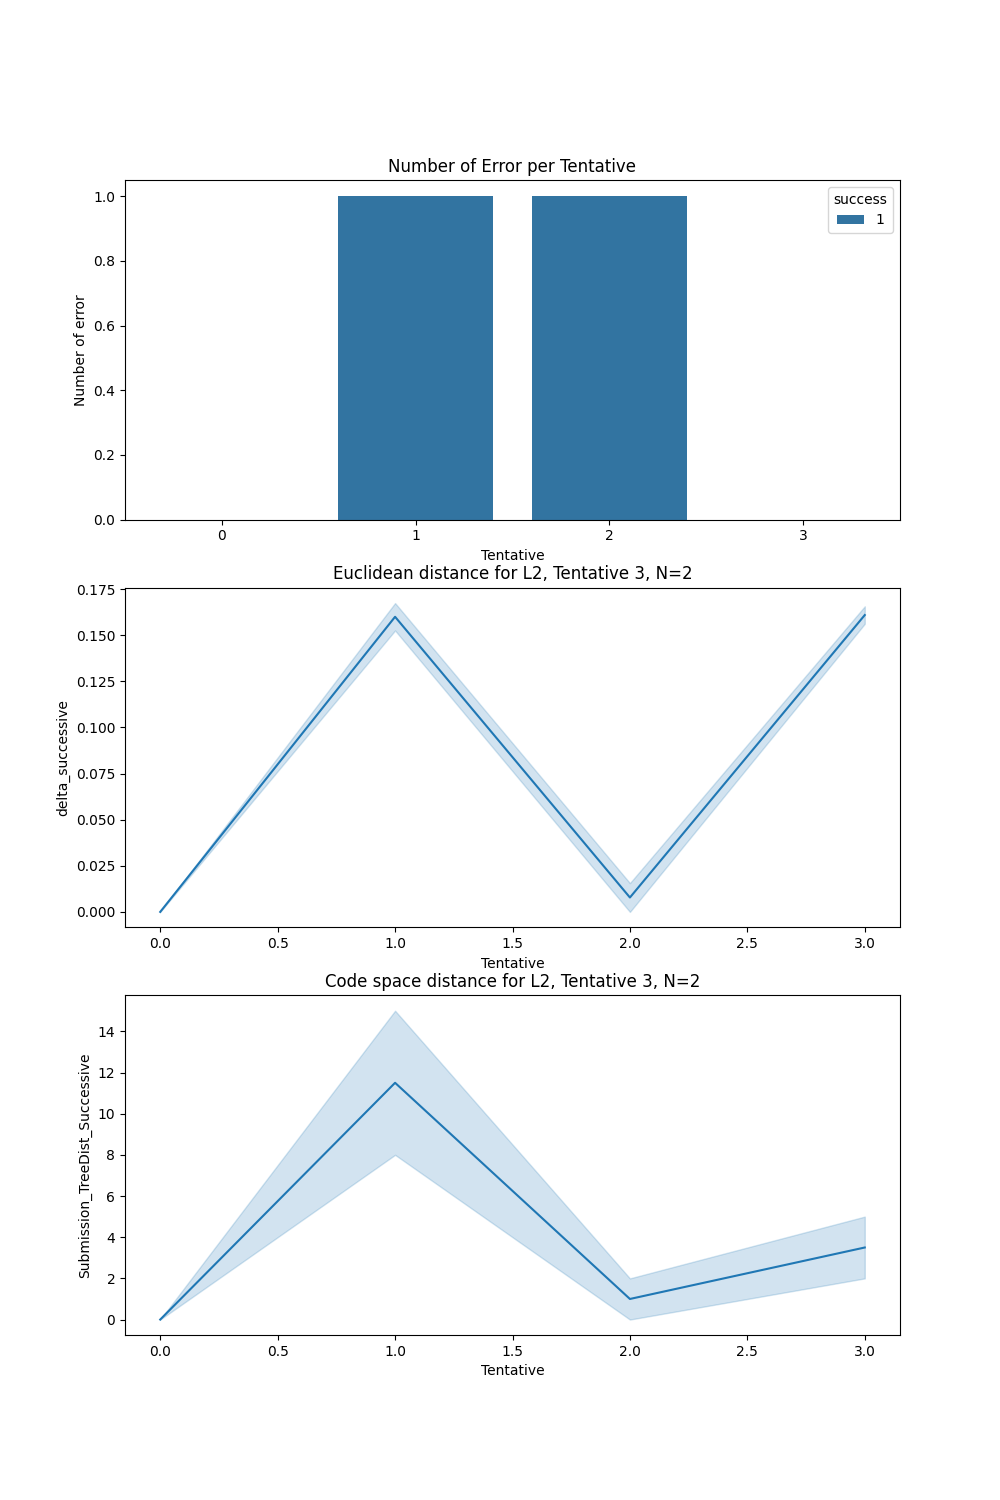 Number of Error per Tentative
success
1
1.0
0.8
0.6
0.4
0.2
0.0
Number of error
0 1 2 3
Tentative
Euclidean distance for L2, Tentative 3, N=2
0.175
0.150
0.125
0.100
0.075
0.050
0.025
0.000
delta_successive
0.0 0.5 1.0 1.5 2.0 2.5 3.0
Tentative
Code space distance for L2, Tentative 3, N=2
14
12
10
8
6
4
2
0
Submission_TreeDist_Successive
0.0 0.5 1.0 1.5 2.0 2.5 3.0
Tentative